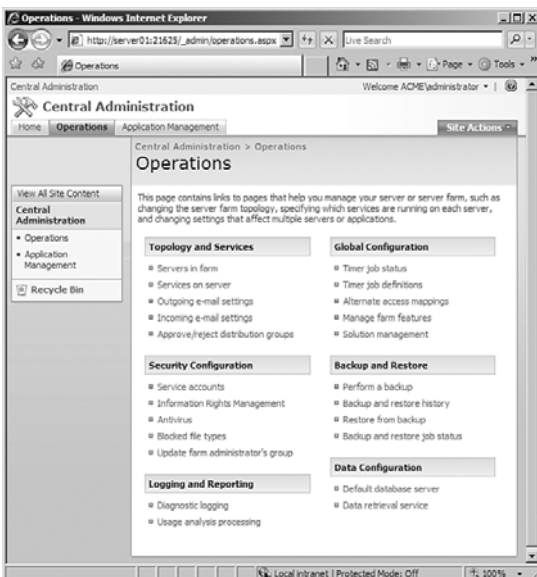 Operations - Windows Internet Explorer
http://server01:21625/_admin/operations.aspx
Live Search
Operations
Page
Tools
Central Administration
Welcome ACME\administrator
Central Administration
Home
Operations
Application Management
Site Actions
Central Administration > Operations
Operations
View All Site Content
Central
Administration
Operations
Application
Management
Recycle Bin
This page contains links to pages that help you manage your server or server farm, such as
changing the server farm topology, specifying which services are running on each server,
and changing settings that affect multiple servers or applications.
Topology and Services
Servers in farm
Services on server
Outgoing e-mail settings
Incoming e-mail settings
Approve/reject distribution groups
Global Configuration
Timer job status
Timer job definitions
Alternate access mappings
Manage farm features
Solution management
Security Configuration
Service accounts
Information Rights Management
Antivirus
Blocked file types
Update farm administrator's group
Backup and Restore
Perform a backup
Backup and restore history
Restore from backup
Backup and restore job status
Logging and Reporting
Diagnostic logging
Usage analysis processing
Data Configuration
Default database server
Data retrieval service
Local intranet | Protected Mode: Off
100%